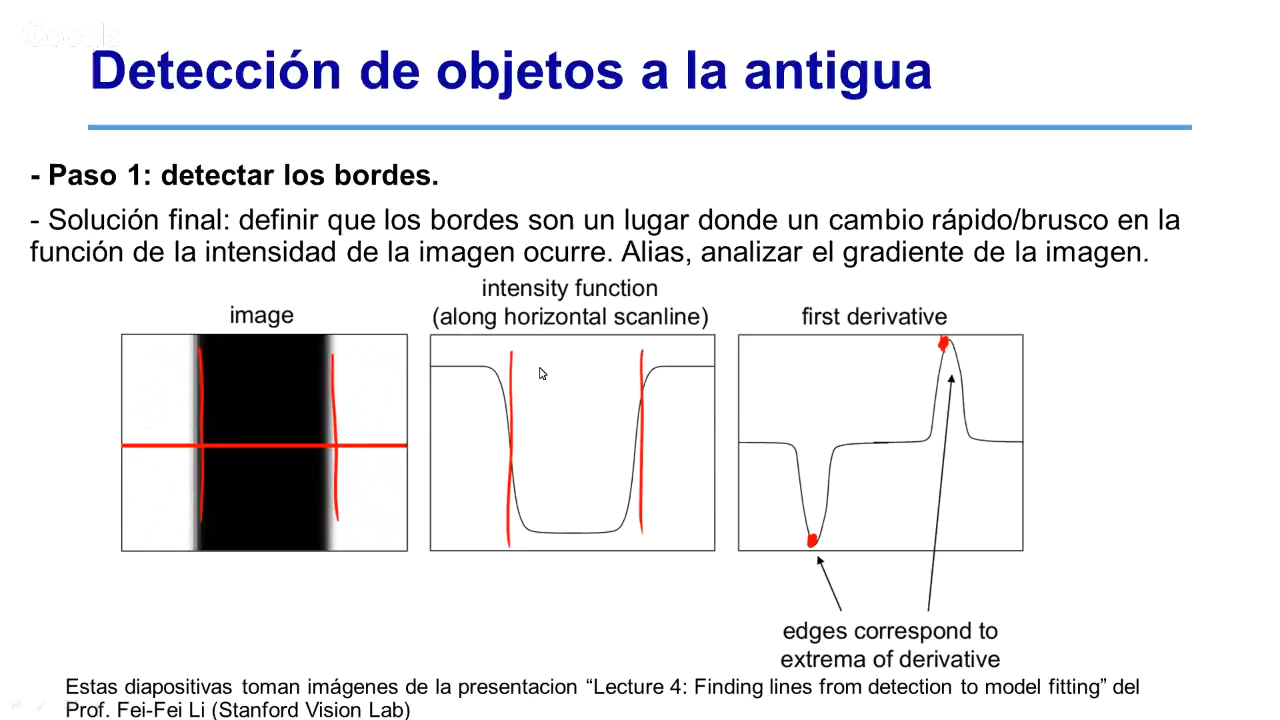 Google
Detección de objetos a la antigua
- Paso 1: detectar los bordes.
- Solución final: definir que los bordes son un lugar donde un cambio rápido/brusco en la
función de la intensidad de la imagen ocurre. Alias, analizar el gradiente de la imagen.
image
intensity function
(along horizontal scanline)
first derivative
edges correspond to
extrema of derivative
Estas diapositivas toman imágenes de la presentacion “Lecture 4: Finding lines from detection to model fitting” del
Prof. Fei-Fei Li (Stanford Vision Lab)